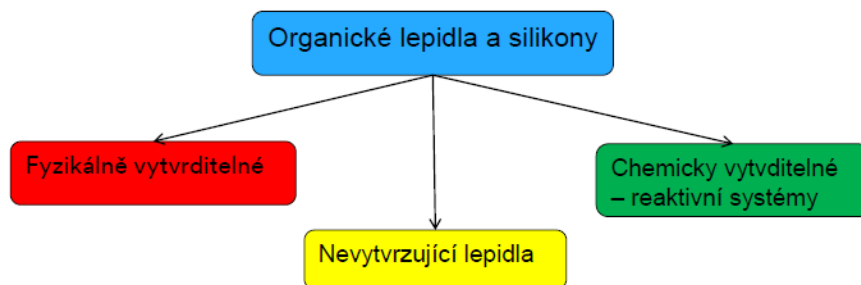 Organické lepidla a silikony
Fyzikálně vytvrditelné
Chemicky vytvditelné
– reaktivní systémy
Nevytvrzující lepidla